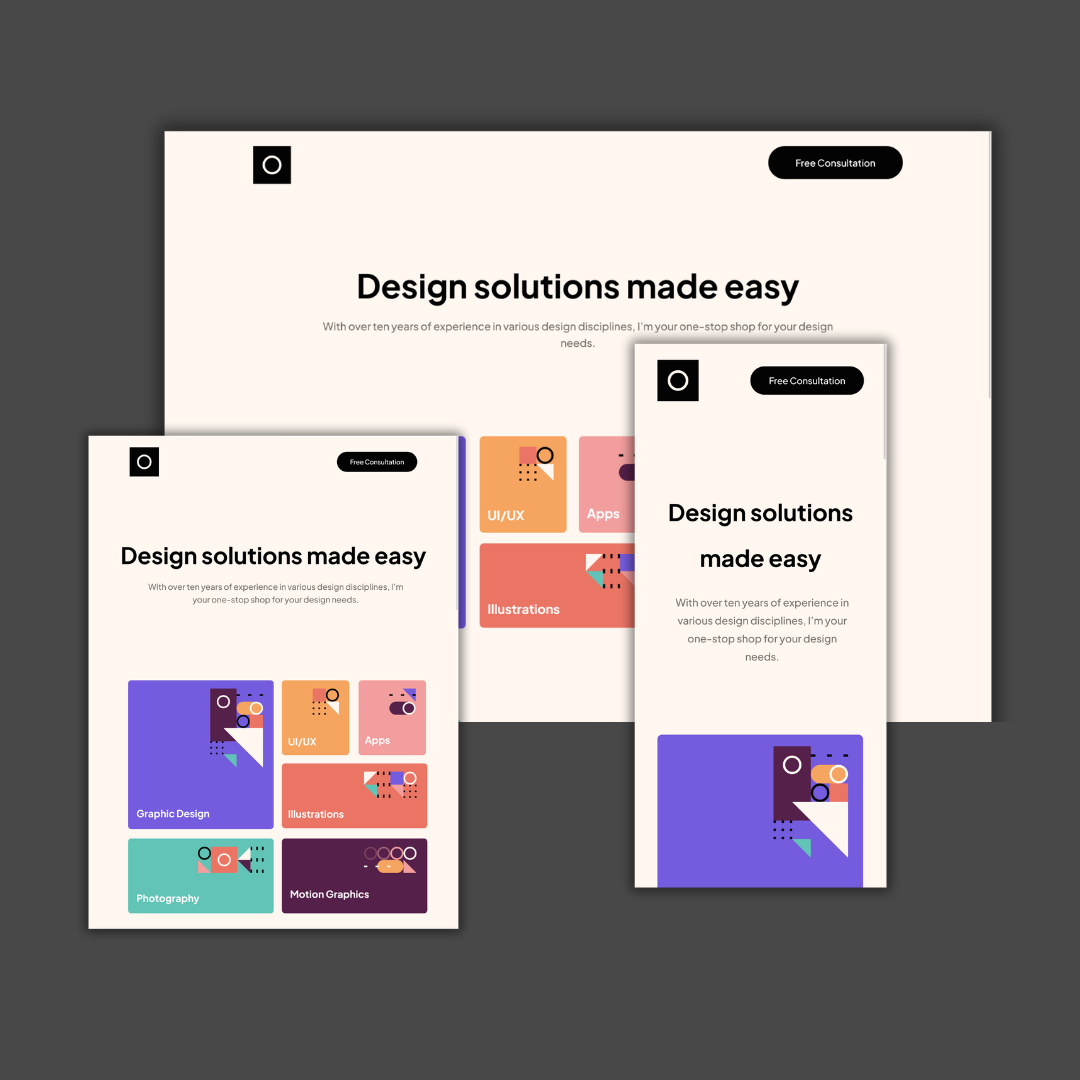 Free Consultation
Design solutions made easy
With over ten years of experience in various design disciplines, I'm your one-stop shop for your design
needs.
UI/UX
Apps
Illustrations
Free Consultation
Design solutions made easy
With over ten years of experience in various design disciplines, I'm
your one-stop shop for your design needs.
Graphic Design
UI/UX
Apps
Illustrations
Photography
Motion Graphics
Free Consultation
Design solutions
made easy
With over ten years of experience in
various design disciplines, I'm your
one-stop shop for your design
needs.